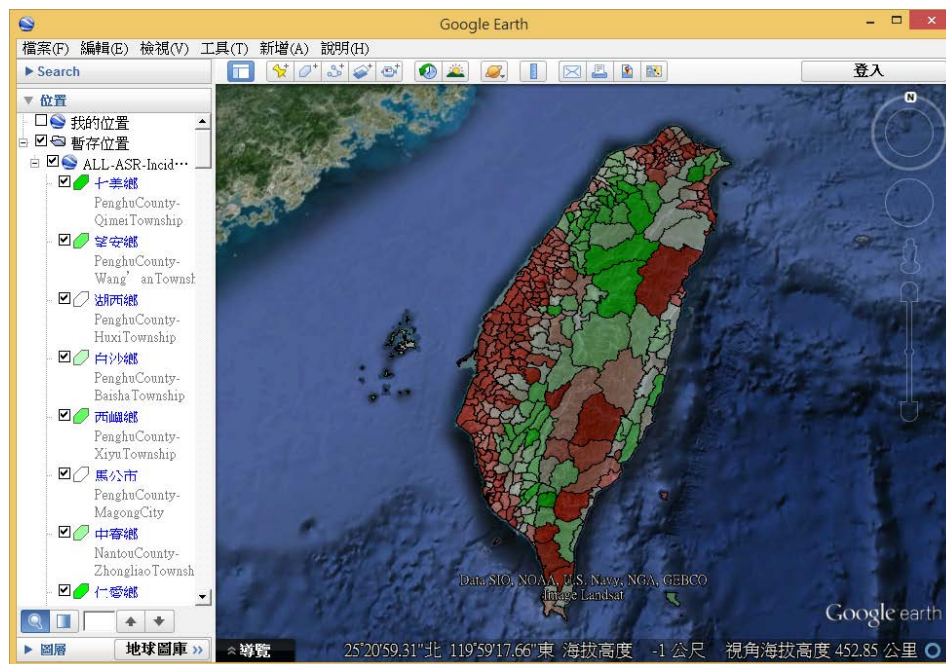 Google Earth
檔案(F) 編輯(E) 檢視(V) 工具(T) 新增(A) 說明(H)
Search
登入
位置
我的位置
暫存位置
ALL-ASR-Incid⋯
七美鄉
PenghuCounty-
QimeiTownship
望安鄉
PenghuCounty-
Wang'anTownsh
湖西鄉
PenghuCounty-
HuxiTownship
白沙鄉
PenghuCounty-
BaishaTownship
西嶼鄉
PenghuCounty-
XiyuTownship
馬公市
PenghuCounty-
MagongCity
中寮鄉
NantouCounty-
ZhongliaoTownsh
仁愛鄉
圖層
地球圖庫 »
N
Data SIO, NOAA, U.S. Navy, NGA, GEBCO
Image Landsat
Google earth
導覽
25°20'59.31"北 119°59'17.66"東 海拔高度 -1 公尺 視角海拔高度 452.85 公里